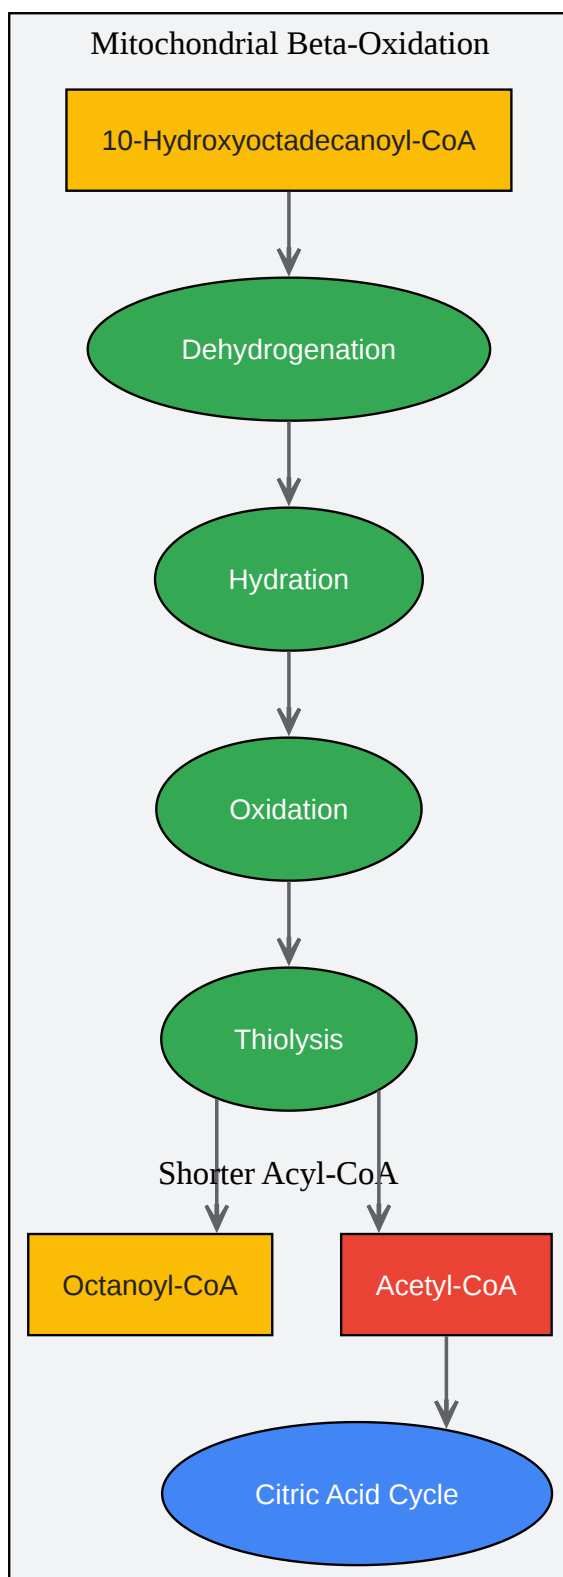 Mitochondrial Beta-Oxidation
10-Hydroxyoctadecanoyl-CoA
Dehydrogenation
Hydration
Oxidation
Thiolysis
Shorter Acyl-CoA
Octanoyl-CoA
Acetyl-CoA
Citric Acid Cycle